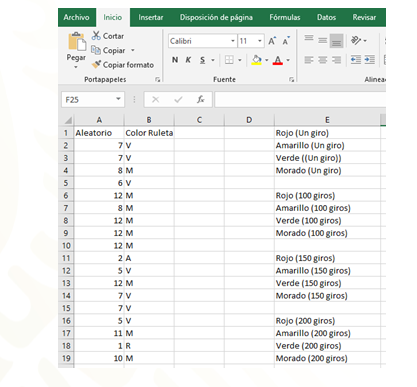 Archivo Inicio Insertar Disposición de página Fórmulas Datos Revisar
Pegar
Cortar
Copiar
Copiar formato
Portapapeles
Calibri 11 A A
N K S A
Fuente
Alinea
F25 fx
A B C D E
1 Aleatorio Color Ruleta Rojo (Un giro)
2 7 V Amarillo (Un giro)
3 7 V Verde ((Un giro))
4 8 M Morado (Un giro)
5 6 V
6 12 M Rojo (100 giros)
7 8 M Amarillo (100 giros)
8 12 M Verde (100 giros)
9 12 M Morado (100 giros)
10 12 M
11 2 A Rojo (150 giros)
12 5 V Amarillo (150 giros)
13 12 M Verde (150 giros)
14 7 V Morado (150 giros)
15 7 V
16 5 V Rojo (200 giros)
17 11 M Amarillo (200 giros)
18 1 R Verde (200 giros)
19 10 M Morado (200 giros)